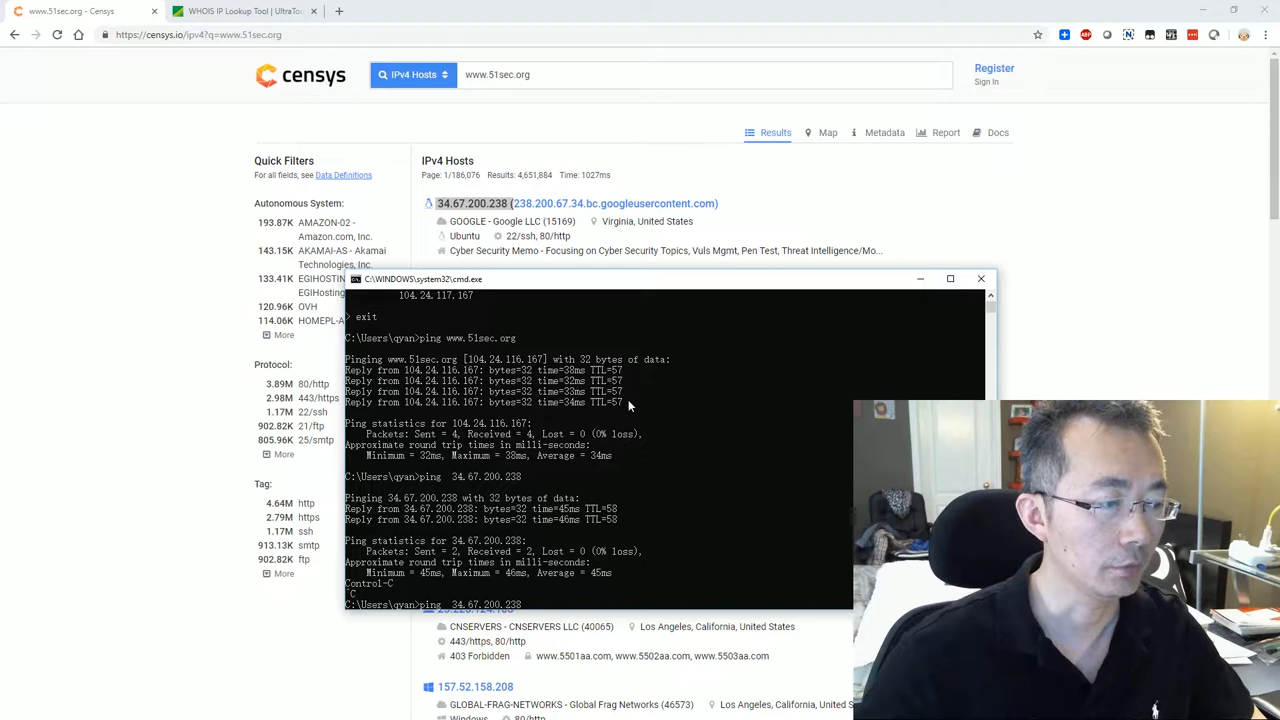 www.51sec.org - Censys
WHOIS IP Lookup Tool | UltraToo
https://censys.io/ipv4?q=www.51sec.org
censys
IPv4 Hosts
www.51sec.org
Register
Sign In
Results
Map
Metadata
Report
Docs
Quick Filters
For all fields, see Data Definitions
Autonomous System:
193.87K AMAZON-02 -
Amazon.com, Inc.
143.15K AKAMAI-AS - Akamai
Technologies, Inc.
133.41K EGIHOSTING
EGIHosting
120.96K OVH
114.06K HOMEPL-A
More
Protocol:
3.89M 80/http
2.98M 443/https
1.17M 22/ssh
902.82K 21/ftp
805.96K 25/smtp
More
Tag:
4.64M http
2.79M https
1.17M ssh
913.13K smtp
902.82K ftp
More
IPv4 Hosts
Page: 1/186,076 Results: 4,651,884 Time: 1027ms
34.67.200.238 (238.200.67.34.bc.googleusercontent.com)
GOOGLE - Google LLC (15169) Virginia, United States
Ubuntu 22/ssh, 80/http
Cyber Security Memo - Focusing on Cyber Security Topics, Vuls Mgmt, Pen Test, Threat Intelligence/Mo...
C:\WINDOWS\system32\cmd.exe
104.24.117.167
> exit
C:\Users\qyan>ping www.51sec.org
Pinging www.51sec.org [104.24.116.167] with 32 bytes of data:
Reply from 104.24.116.167: bytes=32 time=38ms TTL=57
Reply from 104.24.116.167: bytes=32 time=32ms TTL=57
Reply from 104.24.116.167: bytes=32 time=33ms TTL=57
Reply from 104.24.116.167: bytes=32 time=34ms TTL=57
Ping statistics for 104.24.116.167:
Packets: Sent = 4, Received = 4, Lost = 0 (0% loss),
Approximate round trip times in milli-seconds:
Minimum = 32ms, Maximum = 38ms, Average = 34ms
C:\Users\qyan>ping 34.67.200.238
Pinging 34.67.200.238 with 32 bytes of data:
Reply from 34.67.200.238: bytes=32 time=45ms TTL=58
Reply from 34.67.200.238: bytes=32 time=46ms TTL=58
Ping statistics for 34.67.200.238:
Packets: Sent = 2, Received = 2, Lost = 0 (0% loss),
Approximate round trip times in milli-seconds:
Minimum = 45ms, Maximum = 46ms, Average = 45ms
Control-C
^C
C:\Users\qyan>ping 34.67.200.238
CNSERVERS - CNSERVERS LLC (40065) Los Angeles, California, United States
443/https, 80/http
403 Forbidden www.5501aa.com, www.5502aa.com, www.5503aa.com
157.52.158.208
GLOBAL-FRAG-NETWORKS - Global Frag Networks (46573) Los Angeles, California, United S
Windows 80/http